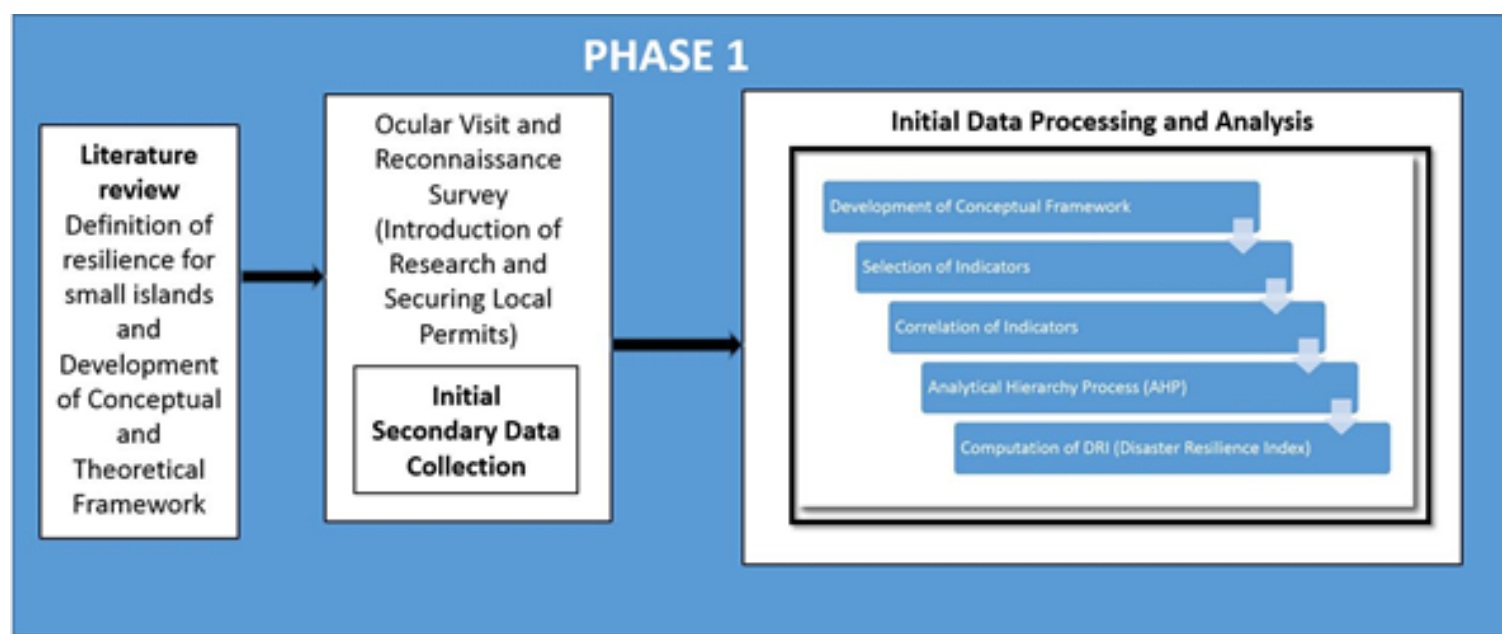 PHASE 1
Literature
review
Definition of
resilience for
small islands
and
Development
of Conceptual
and
Theoretical
Framework
Ocular Visit and
Reconnaissance
Survey
(Introduction of
Research and
Securing Local
Permits)
Initial
Secondary Data
Collection
Initial Data Processing and Analysis
Development of Conceptual Framework
Selection of Indicators
Correlation of Indicators
Analytical Hierarchy Process (AHP)
Computation of DRI (Disaster Resilience Index)